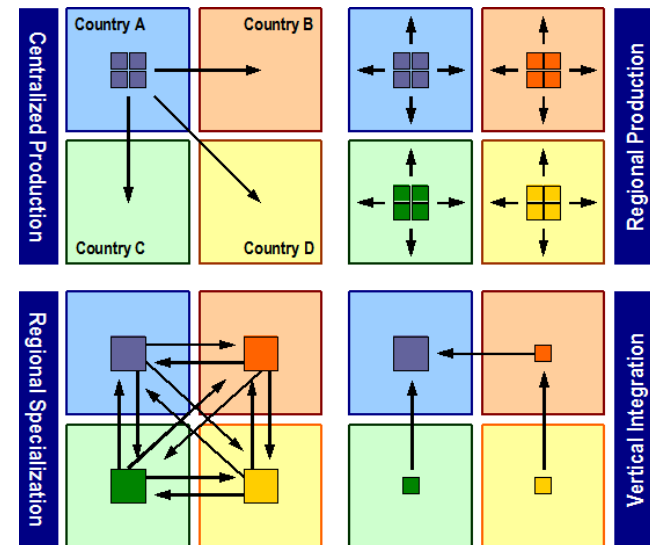 Centralized Production
Country A
Country B
Country C
Country D
Regional Production
Regional Specialization
Vertical Integration